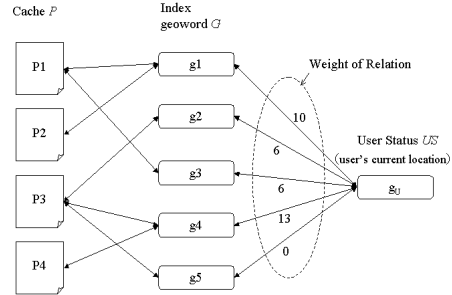 Cache P
Index
geoword G
P1
P2
P3
P4
g1
g2
g3
g4
g5
Weight of Relation
10
6
6
13
0
User Status US
(user's current location)
gU